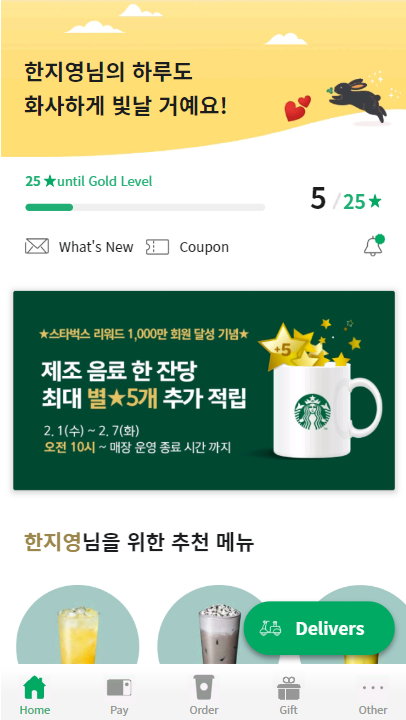 한지영님의 하루도
화사하게 빛날 거예요!
25★until Gold Level
5 /25★
What's New
Coupon
★스타벅스 리워드 1,000만 회원 달성 기념★
제조 음료 한 잔당
최대 별★5개 추가 적립
2. 1(수) ~ 2. 7(화)
오전 10시 ~ 매장 운영 종료 시간 까지
+5
한지영님을 위한 추천 메뉴
Delivers
Home
Pay
Order
Gift
Other